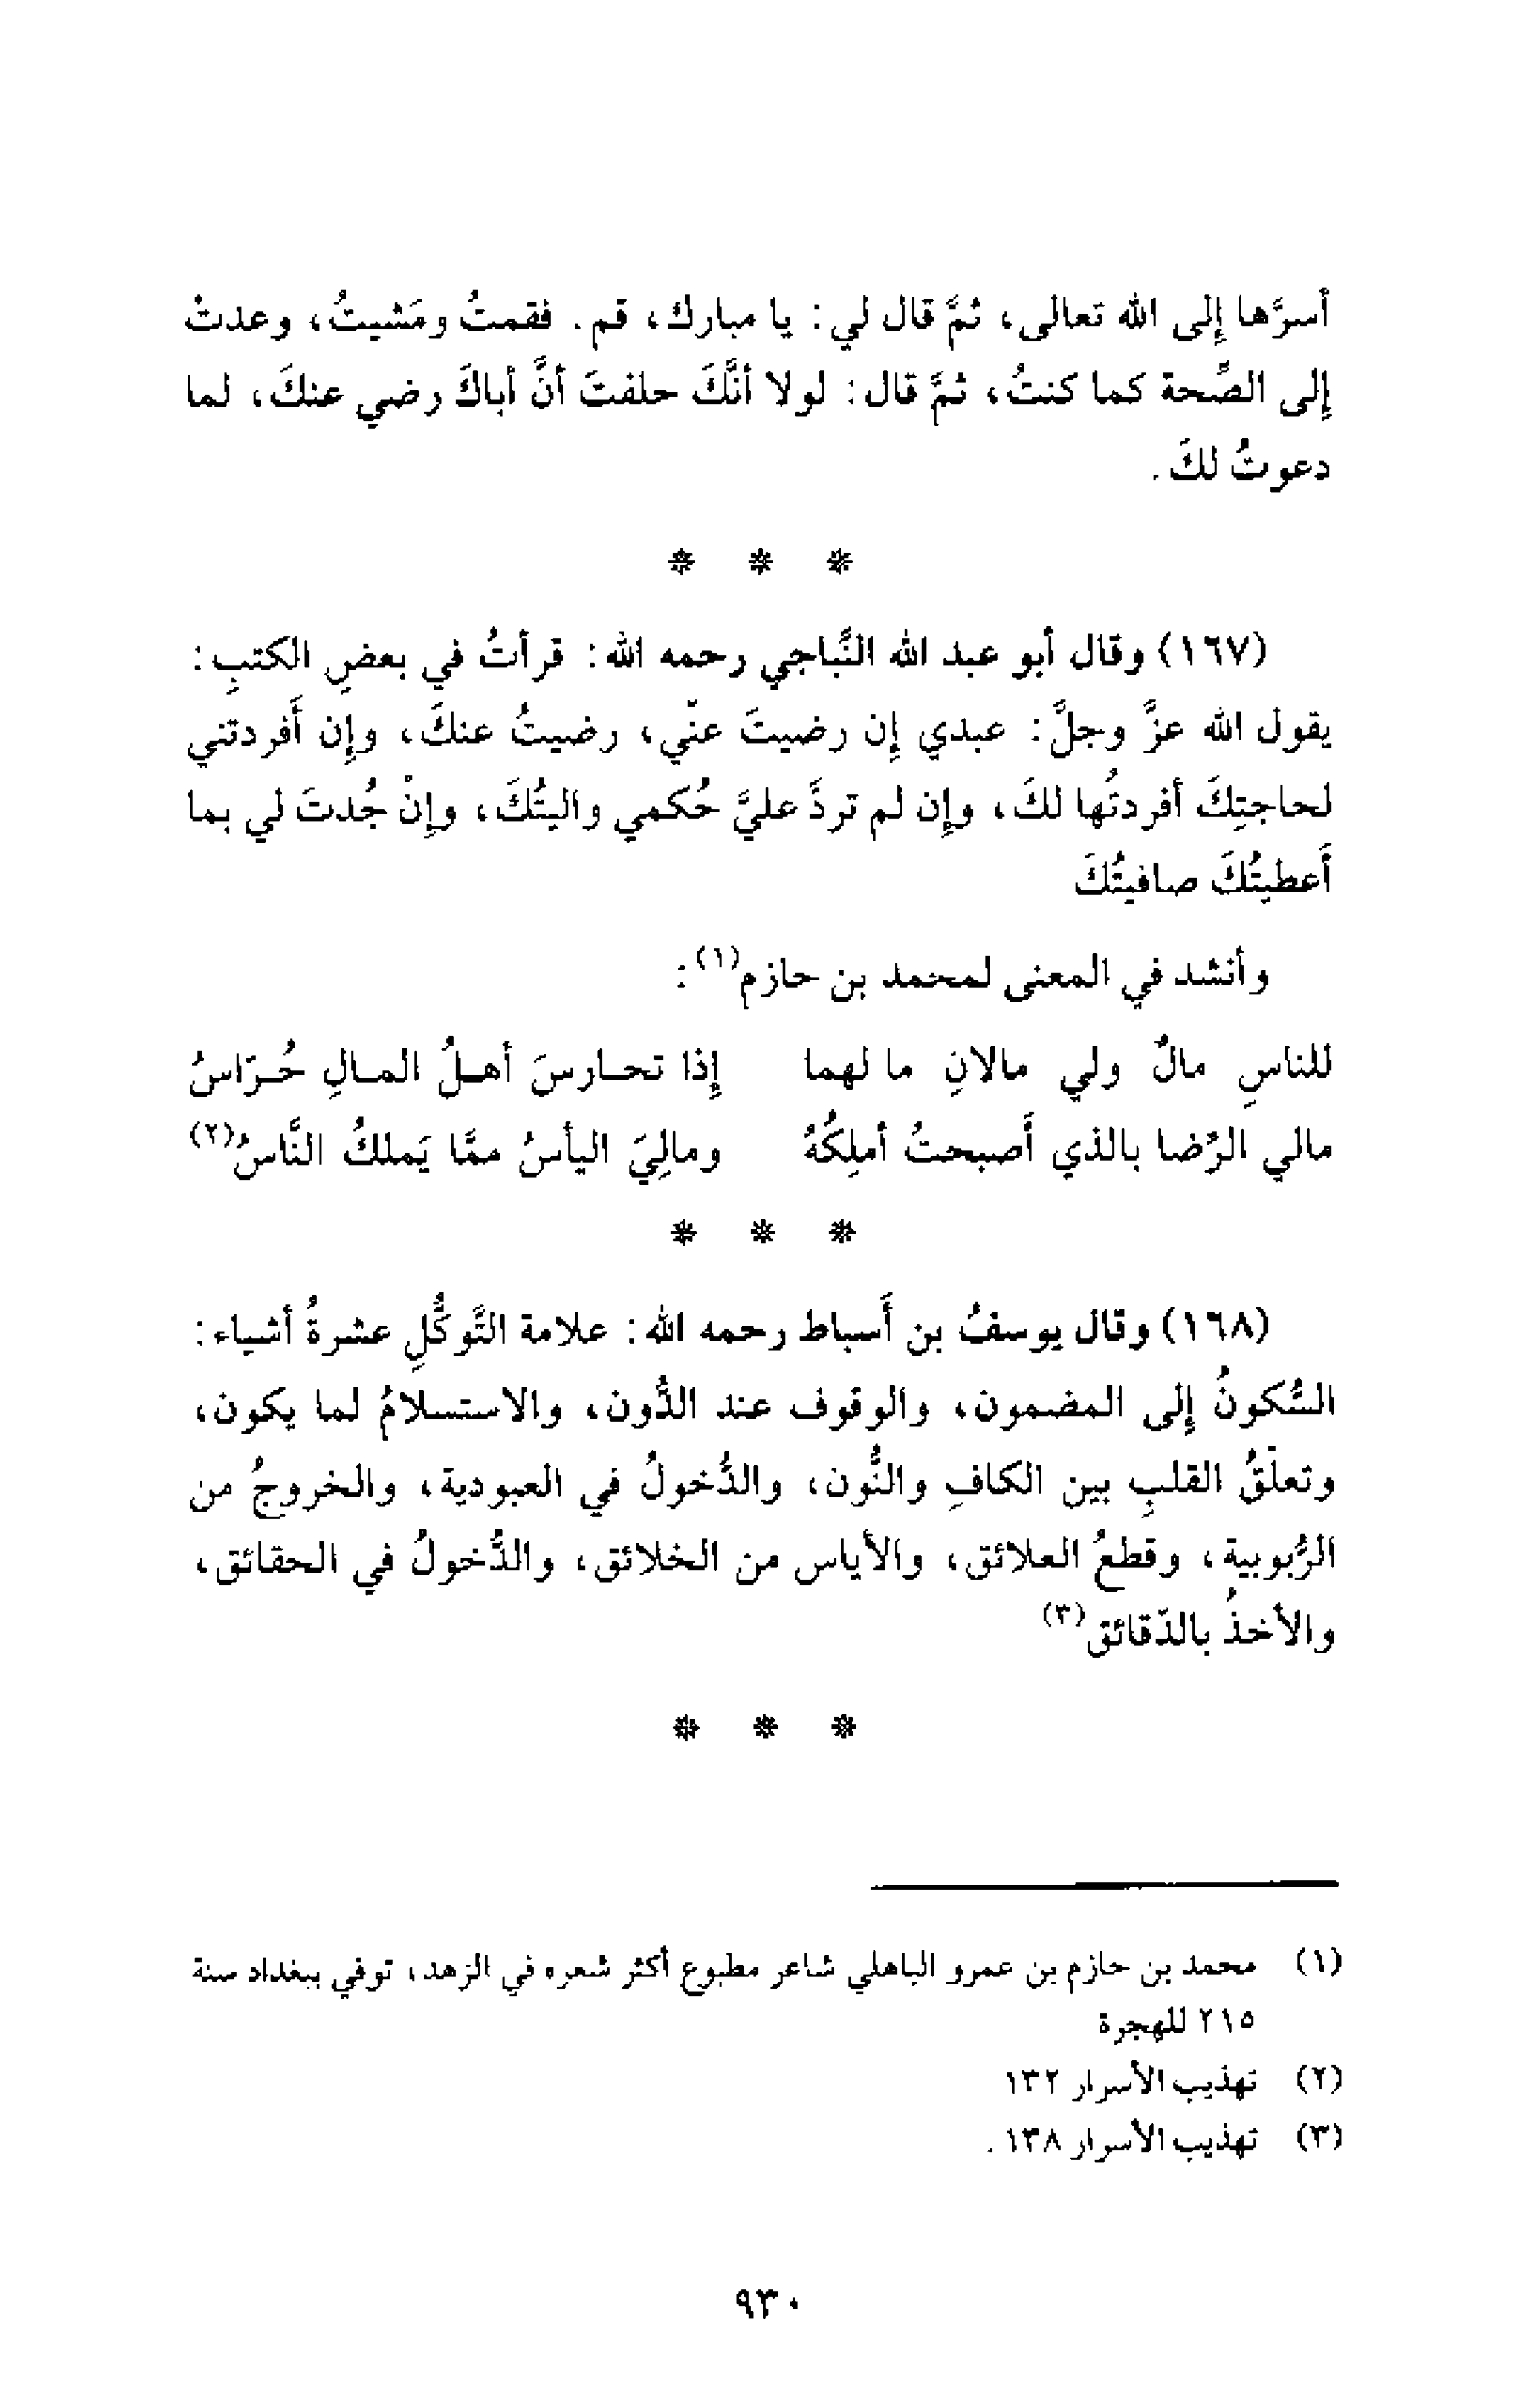 أسرَّها إلى الله تعالى، ثمَّ قال لي: يا مبارك، قم. فقمتُ ومَشيتُ، وعدتُ
إلى الصِّحة كما كنتُ، ثمَّ قال: لولا أنَّكَ حلفتَ أنَّ أباكَ رضي عنكَ، لما
دعوتُ لكَ.
* * *
(١٦٧) وقال أبو عبد الله النَّباجي رحمه الله: قرأتُ في بعضِ الكتبِ:
يقول الله عزَّ وجلَّ: عبدي إن رضيتَ عنّي، رضيتُ عنكَ، وإن أَفردتني
لحاجتِكَ أفردتُها لكَ، وإن لم تردَّ عليَّ حُكمي واليتُكَ، وإنْ جُدتَ لي بما
أَعطيتُكَ صافيتُكَ
وأنشد في المعنى لمحمد بن حازم(١):
للناسِ مالٌ ولي مالانِ ما لهما إذا تحارسَ أهلُ المالِ حُرّاسُ
مالي الرِّضا بالذي أَصبحتُ أملِكُهُ ومالِيَ اليأسُ ممَّا يَملكُ النَّاسُ(٢)
* * *
(١٦٨) وقال يوسفُ بن أَسباط رحمه الله: علامة التَّوكُّلِ عشرةُ أشياء:
السُّكونُ إلى المضمون، والوقوف عند الدُّون، والاستسلامُ لما يكون،
وتعلّقُ القلبِ بين الكافِ والنُّون، والدُّخولُ في العبودية، والخروجُ من
الرُّبوبية، وقطعُ العلائق، والأياس من الخلائق، والدُّخولُ في الحقائق،
والأخذُ بالدّقائق(٣)
* * *
(١) محمد بن حازم بن عمرو الباهلي شاعر مطبوع أكثر شعره في الزهد، توفي ببغداد سنة
٢١٥ للهجرة
(٢) تهذيب الأسرار ١٣٢
(٣) تهذيب الأسرار ١٣٨.
٩٣٠